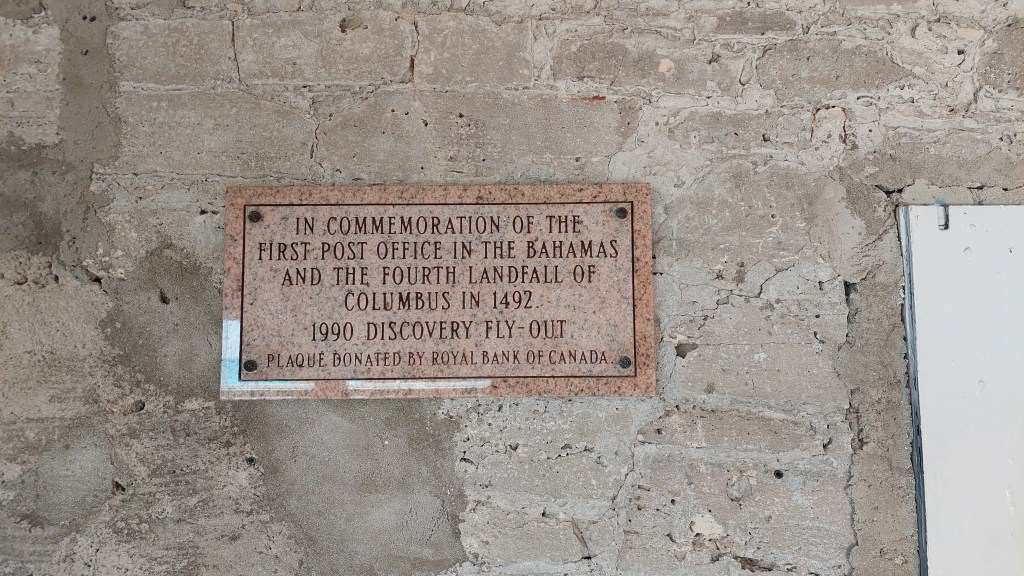 IN COMMEMORATION OF THE
FIRST POST OFFICE IN THE BAHAMAS
AND THE FOURTH LANDFALL OF
COLUMBUS IN 1492.
1990 DISCOVERY FLY-OUT
PLAQUE DONATED BY ROYAL BANK OF CANADA.